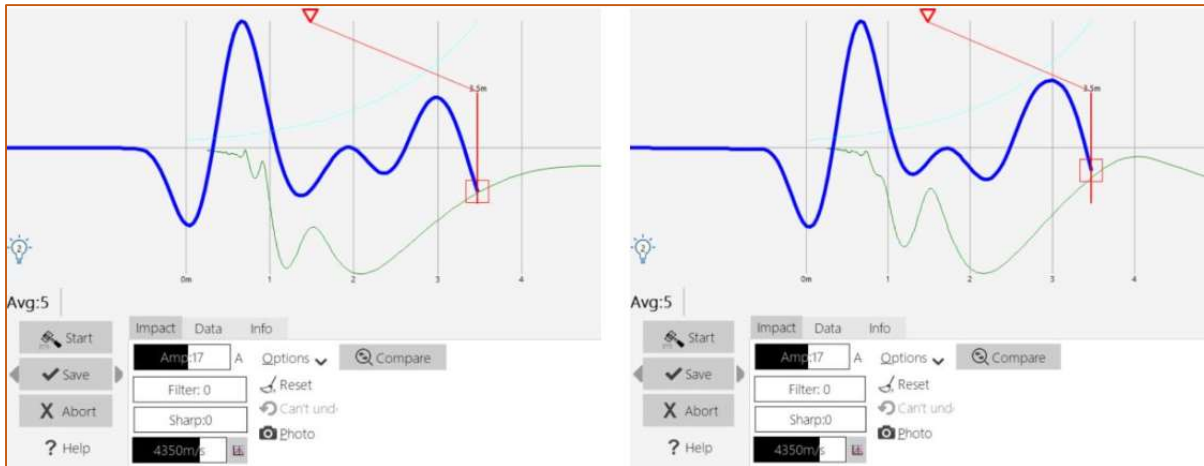 3.5m
2
0m 1 2 3 4
Avg:5
Start
Save
Abort
? Help
Impact Data Info
Amp:17 A
Filter: 0
Sharp:0
4350m/s
Options
Compare
Reset
Can't und
Photo
3.5m
2
0m 1 2 3 4
Avg:5
Start
Save
Abort
? Help
Impact Data Info
Amp:17 A
Filter: 0
Sharp:0
4350m/s
Options
Compare
Reset
Can't und
Photo